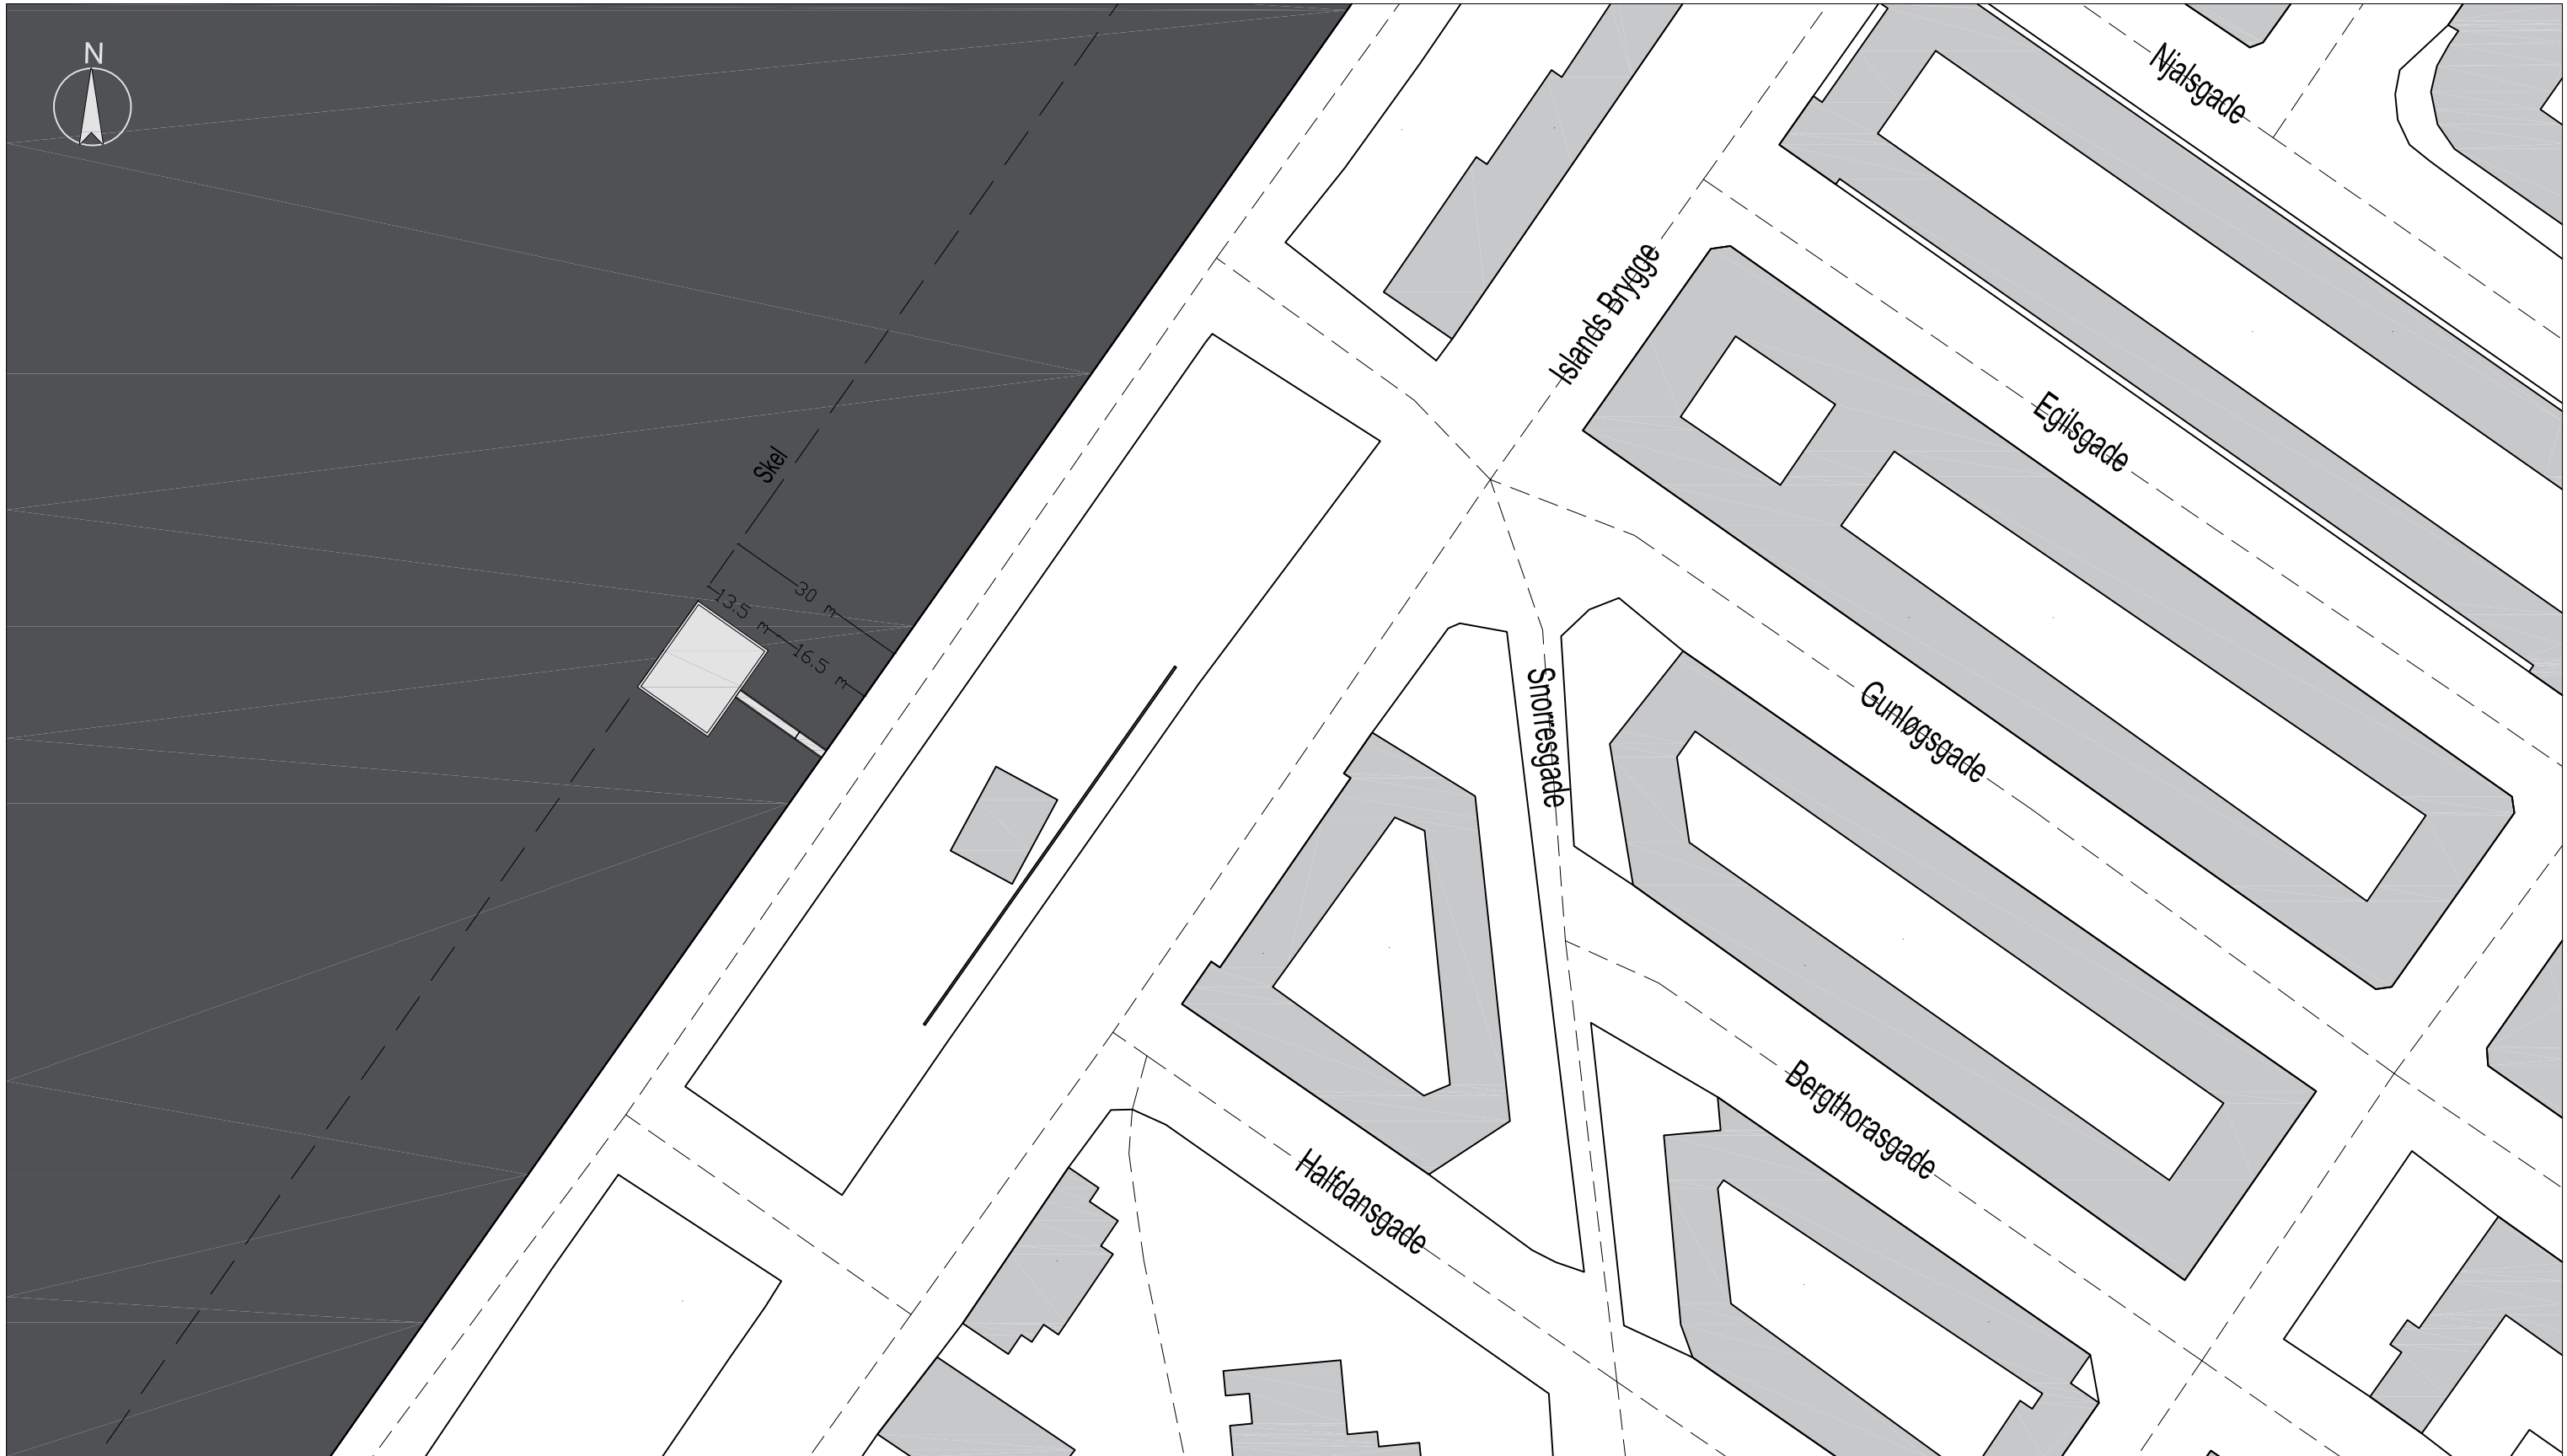 N
Njalsgade
Islands Brygge
Egilsgade
Skel
30 m
13.5 m
16.5 m
Snorresgade
Gunløgsgade
Bergthorasgade
Halfdansgade